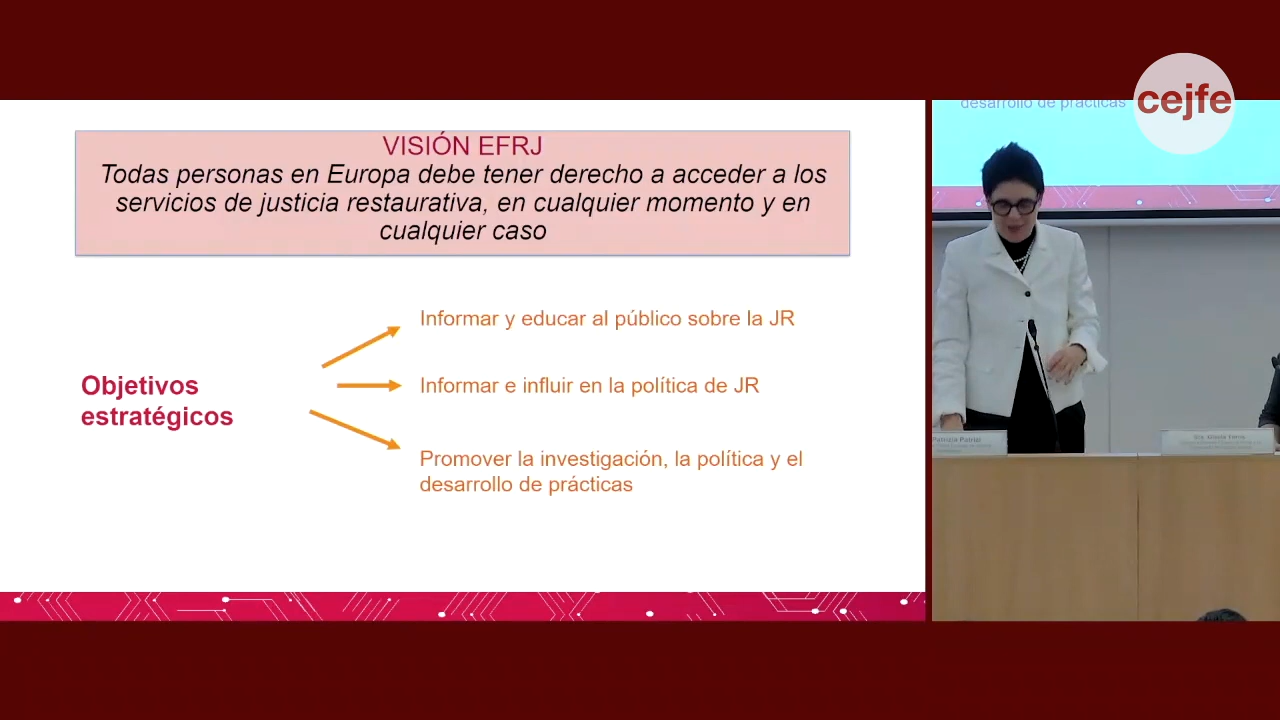 cejfe
desarrollo de prácticas
VISIÓN EFRJ
Todas personas en Europa debe tener derecho a acceder a los
servicios de justicia restaurativa, en cualquier momento y en
cualquier caso
Objetivos
estratégicos
Informar y educar al público sobre la JR
Informar e influir en la política de JR
Promover la investigación, la política y el
desarrollo de prácticas
Patrizia Patrizi